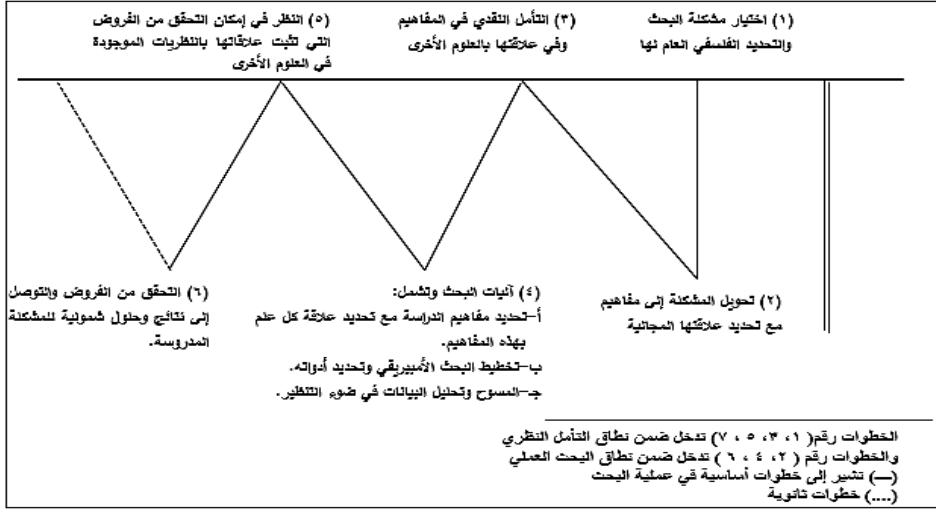 (١) اختيار مشكلة البحث
والتحديد الفلسفي العام لها
(٣) التأمل النقدي في المفاهيم
وفي علاقتها بالعلوم الأخرى
(٥) النظر في إمكان التحقق من الفروض
التي تثبت علاقاتها بالنظريات الموجودة
في العلوم الأخرى
(٢) تحويل المشكلة إلى مفاهيم
مع تحديد علاقتها المجالية
(٤) آليات البحث وتشمل:
أ-تحديد مفاهيم الدراسة مع تحديد علاقة كل علم
بهذه المفاهيم.
ب-تخطيط البحث الأمبيريقي وتحديد أدواته.
جـ-المسوح وتحليل البيانات في ضوء التنظير.
(٦) التحقق من الفروض والتوصل
إلى نتائج وحلول شمولية للمشكلة
المدروسة.
الخطوات رقم( ١، ٣، ٥ ، ٧) تدخل ضمن نطاق التأمل النظري
والخطوات رقم ( ٢، ٤ ، ٦ ) تدخل ضمن نطاق البحث العملي
(—) تشير إلى خطوات أساسية في عملية البحث
(....) خطوات ثانوية